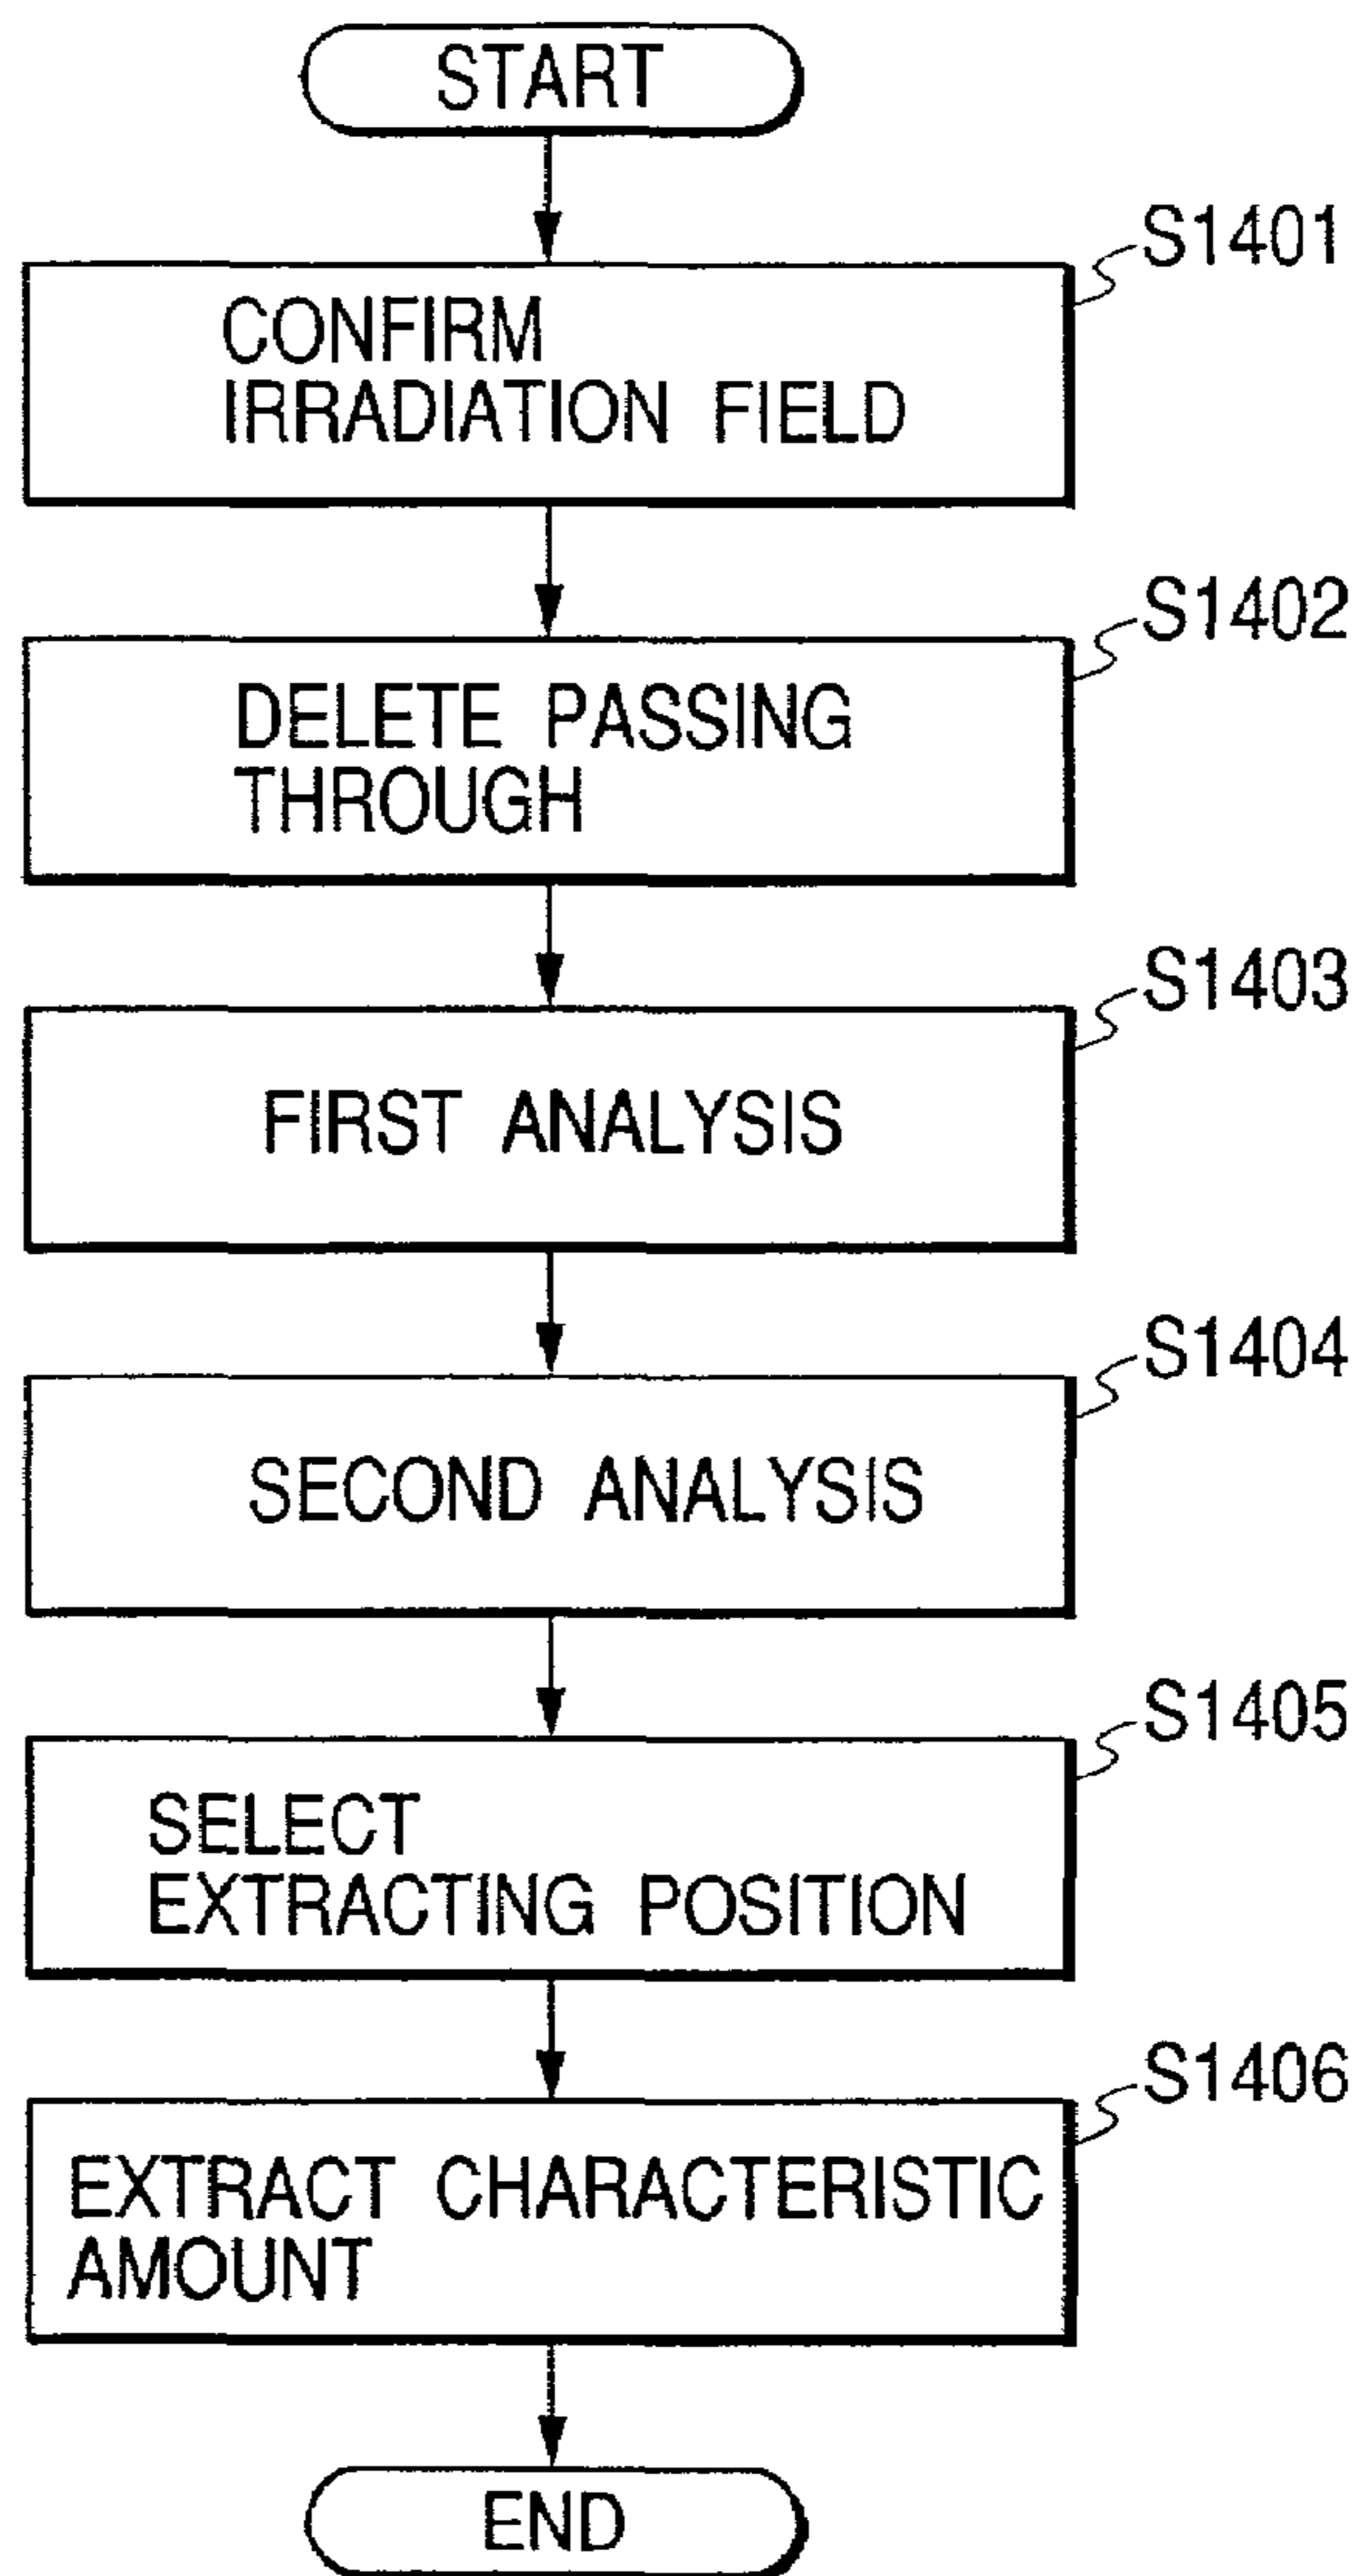 START
S1401
CONFIRM
IRRADIATION FIELD
S1402
DELETE PASSING
THROUGH
S1403
FIRST ANALYSIS
S1404
SECOND ANALYSIS
S1405
SELECT
EXTRACTING POSITION
S1406
EXTRACT CHARACTERISTIC
AMOUNT
END